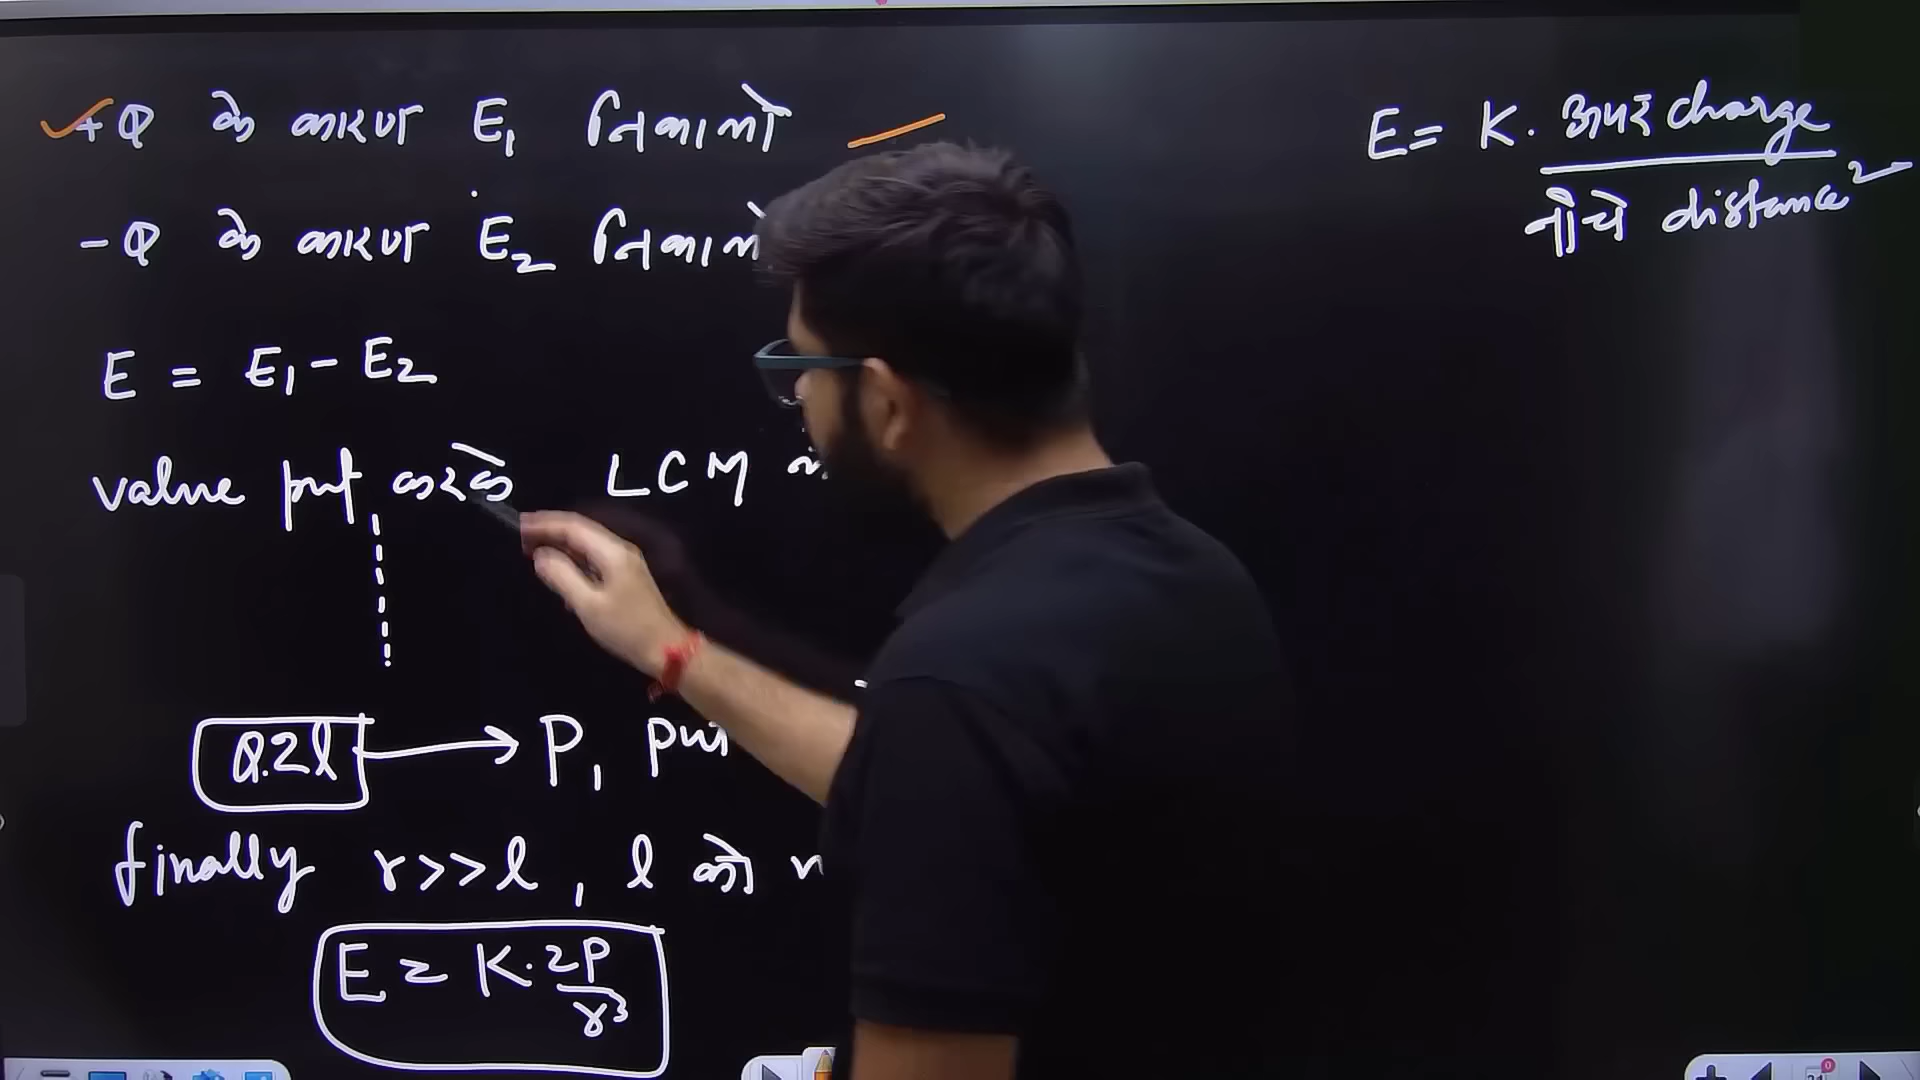 +Q के कारण E₁ निकालो
-Q के कारण E₂ निकालो
E = E₁ - E₂
value put करके LCM
Q.2l → P, put
finally r>>l, l को
E = K. 2P/r³
E = K. ऊपर charge / नीचे distance²